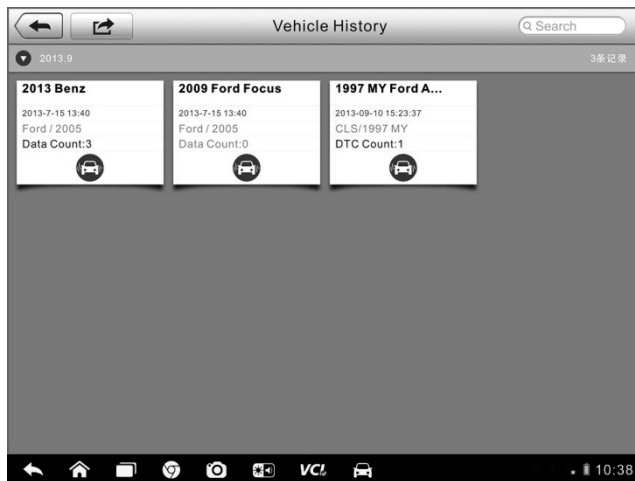 Vehicle History
Search
2013.9
3条记录
2013 Benz
2013-7-15 13:40
Ford / 2005
Data Count:3
2009 Ford Focus
2013-7-15 13:40
Ford / 2005
Data Count:0
1997 MY Ford A...
2013-09-10 15:23:37
CLS/1997 MY
DTC Count:1
VCI
10:38